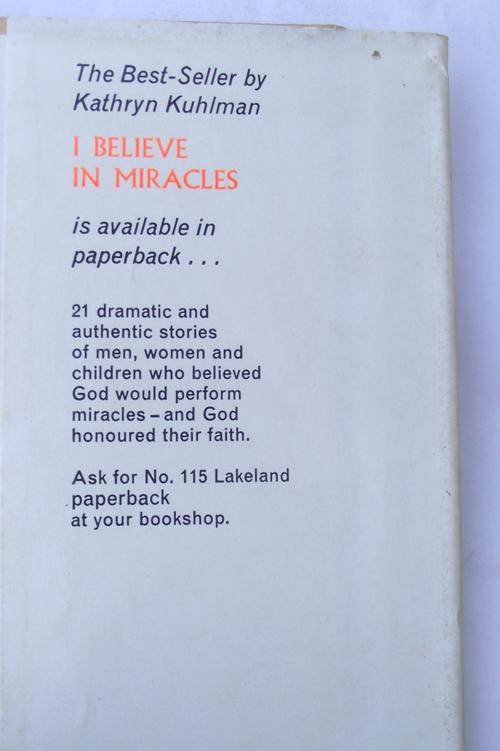 The Best-Seller by
Kathryn Kuhlman
I BELIEVE
IN MIRACLES
is available in
paperback . . .
21 dramatic and
authentic stories
of men, women and
children who believed
God would perform
miracles – and God
honoured their faith.
Ask for No. 115 Lakeland
paperback
at your bookshop.